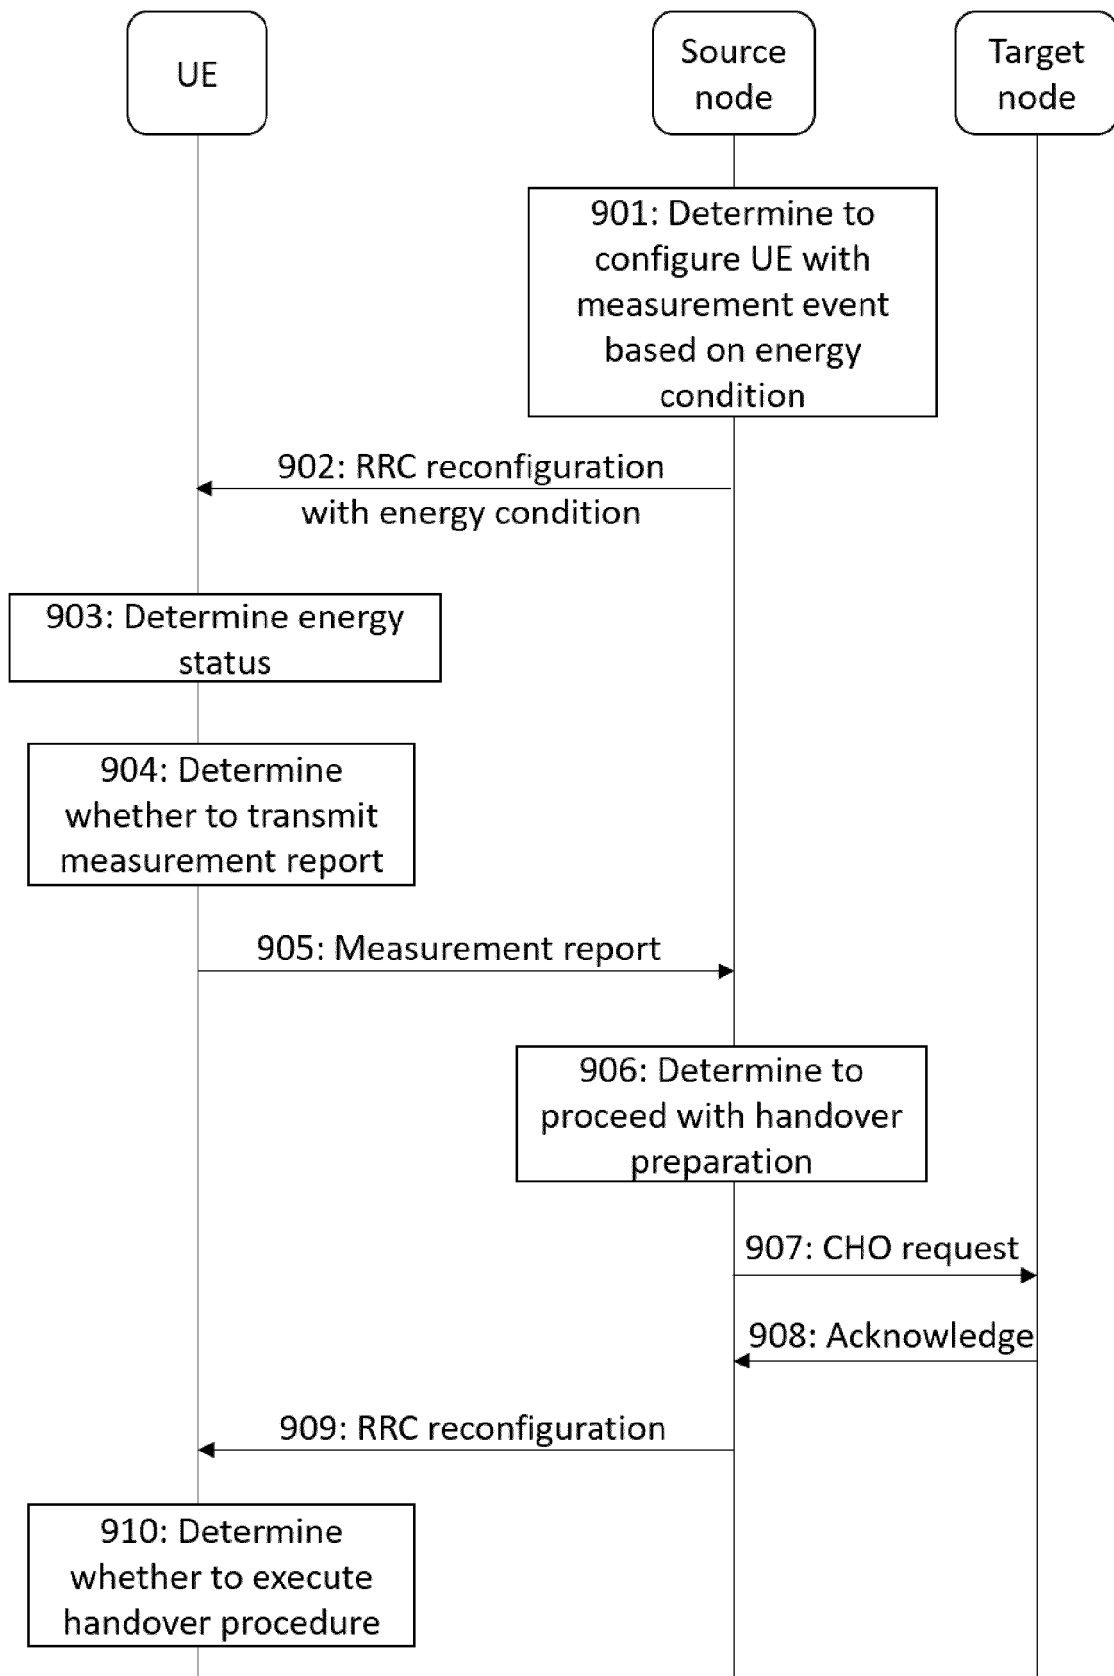 UE
Source
node
Target
node
901: Determine to
configure UE with
measurement event
based on energy
condition
902: RRC reconfiguration
with energy condition
903: Determine energy
status
904: Determine
whether to transmit
measurement report
905: Measurement report
906: Determine to
proceed with handover
preparation
907: CHO request
908: Acknowledge
909: RRC reconfiguration
910: Determine
whether to execute
handover procedure